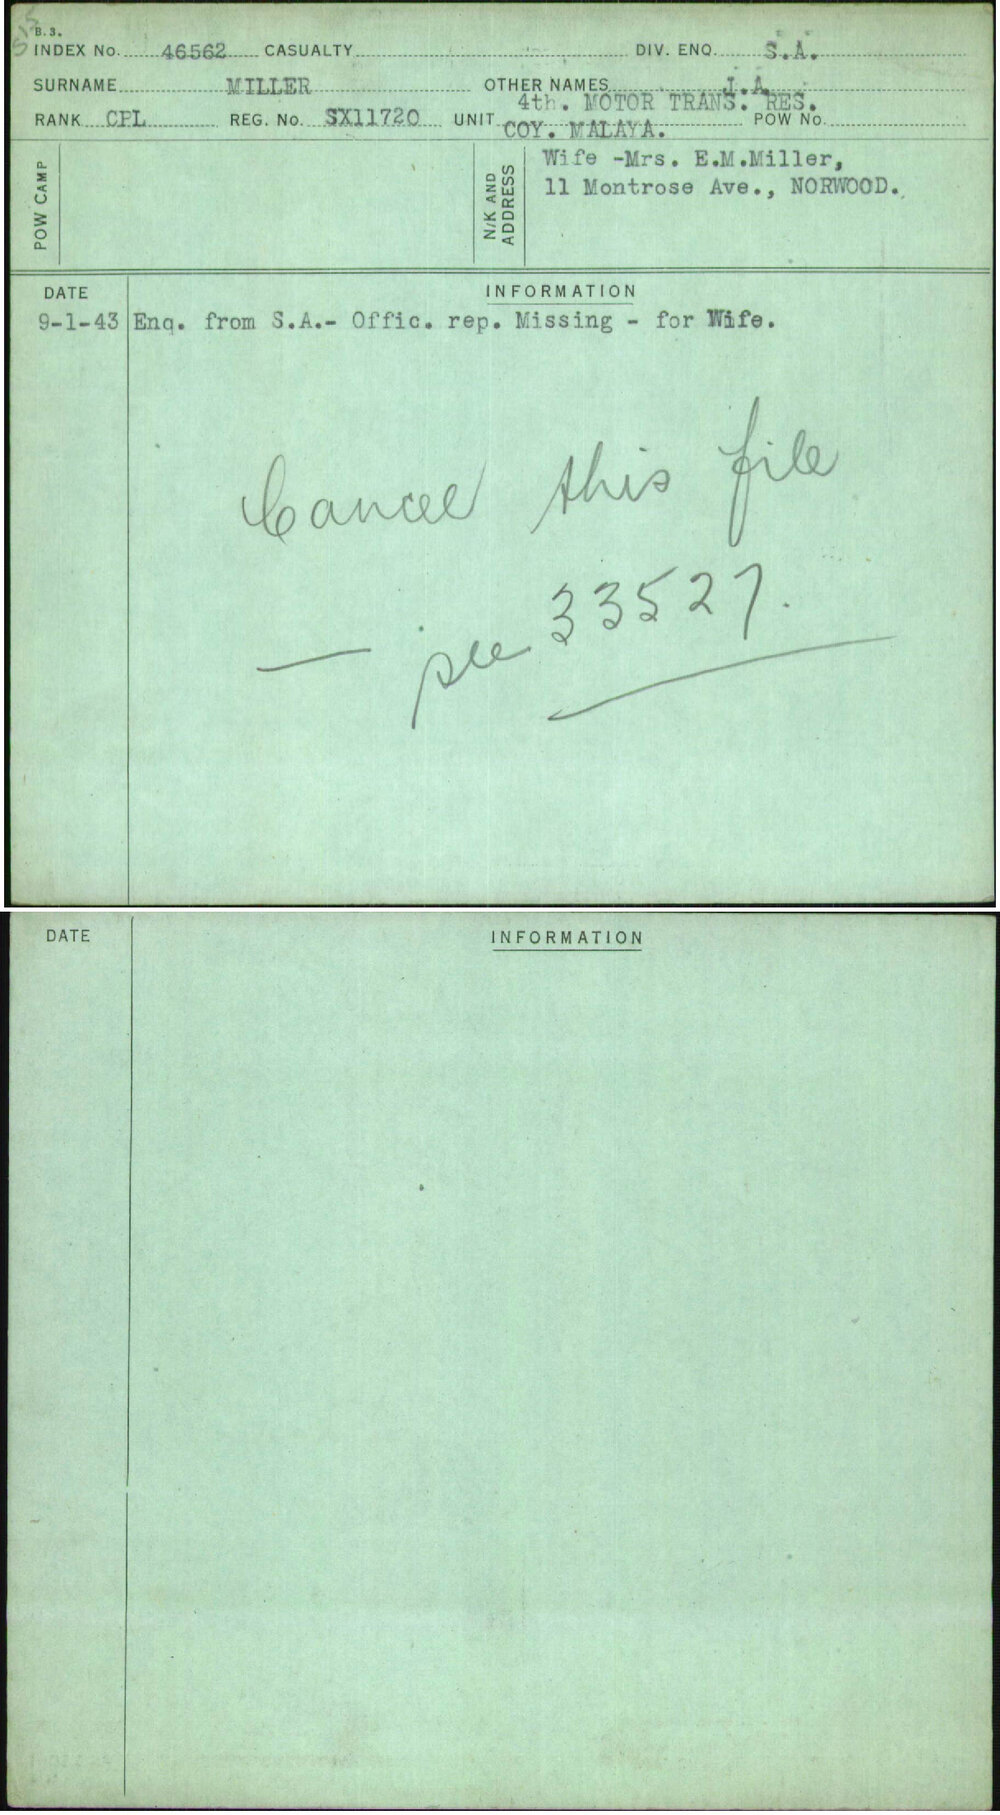 B.3.
INDEX No. 46562 CASUALTY DIV. ENQ. S.A.
SURNAME MILLER OTHER NAMES J.A.
RANK CPL REG. No. SX11720 UNIT 4th. MOTOR TRANS. RES. POW No.
COY. MALAYA.
POW CAMP
N/K AND ADDRESS
Wife -Mrs. E.M.Miller,
11 Montrose Ave., NORWOOD.
DATE INFORMATION
9-1-43 Enq. from S.A.- Offic. rep. Missing - for Wife.
Cancel this file
— see 33527.
DATE INFORMATION